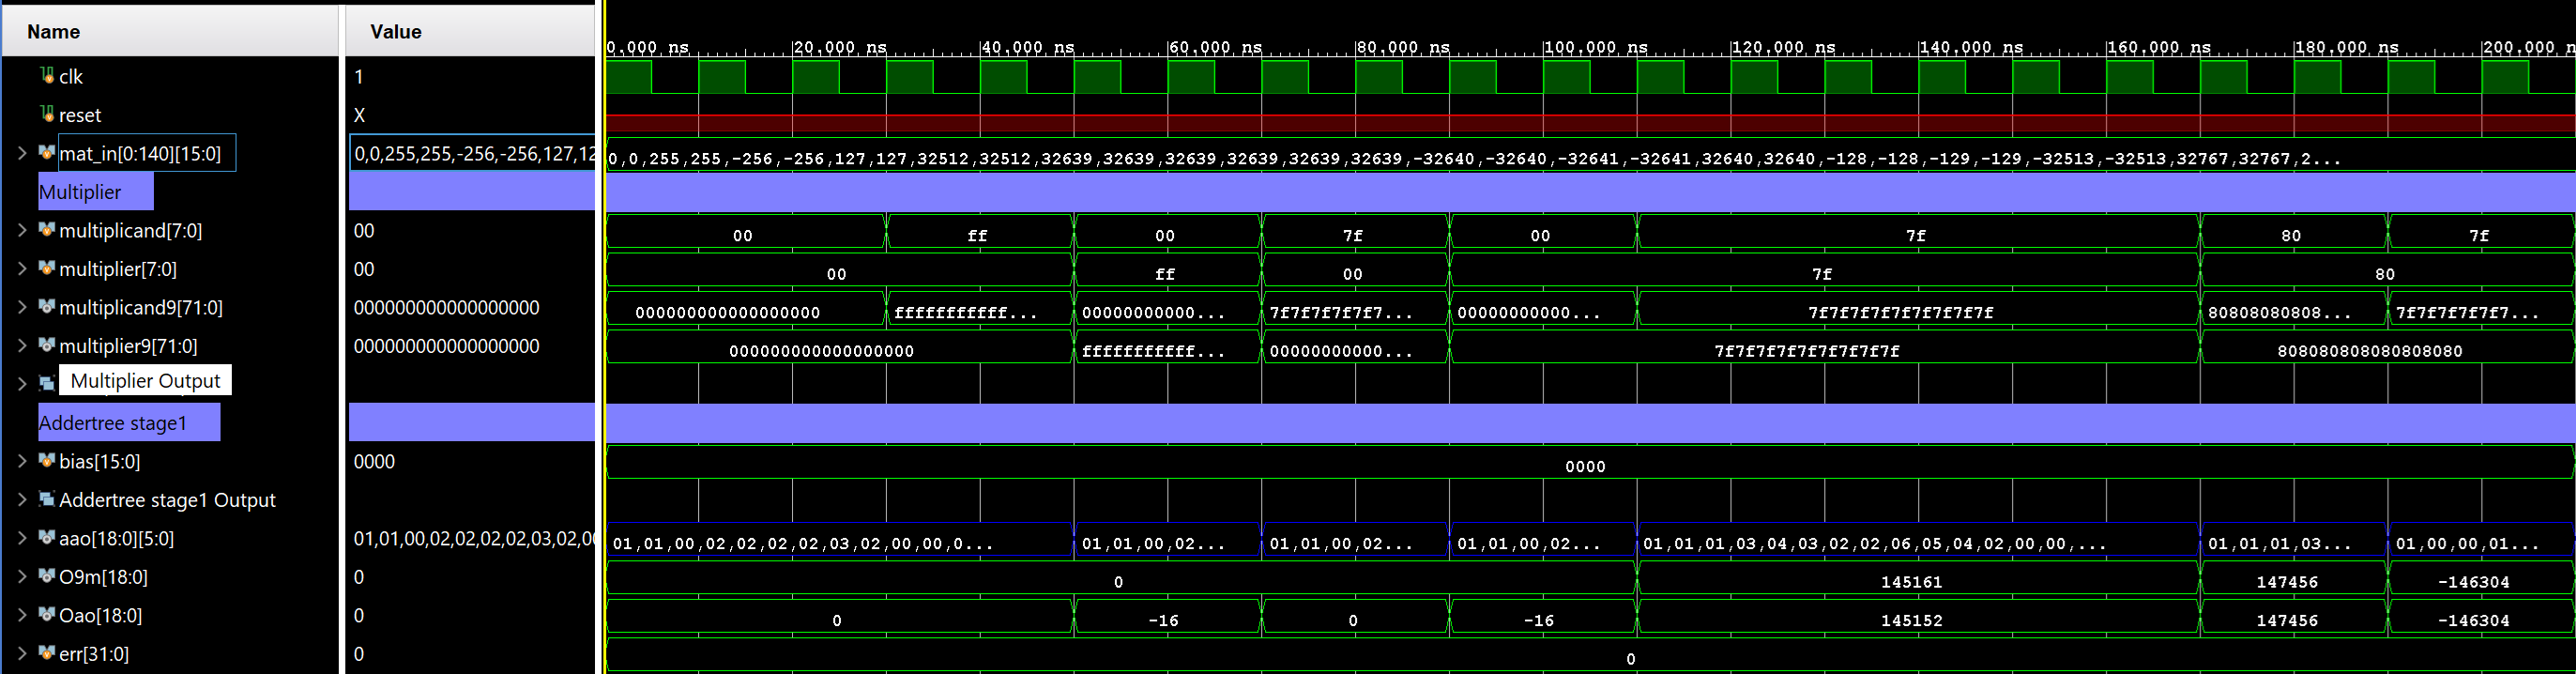 Name Value
0.000 ns 20.000 ns 40.000 ns 60.000 ns 80.000 ns 100.000 ns 120.000 ns 140.000 ns 160.000 ns 180.000 ns 200.000 n
clk 1
reset X
mat_in[0:140][15:0] 0,0,255,255,-256,-256,127,12 0,0,255,255,-256,-256,127,127,32512,32512,32639,32639,32639,32639,32639,32639,-32640,-32640,-32641,-32641,32640,32640,-128,-128,-129,-129,-32513,-32513,32767,32767,2...
Multiplier
multiplicand[7:0] 00 00 ff 00 7f 00 7f 80 7f
multiplier[7:0] 00 00 ff 00 7f 80
multiplicand9[71:0] 000000000000000000 000000000000000000 fffffffffff... 00000000000... 7f7f7f7f7f7... 00000000000... 7f7f7f7f7f7f7f7f7f 80808080808... 7f7f7f7f7f7...
multiplier9[71:0] 000000000000000000 000000000000000000 fffffffffff... 00000000000... 7f7f7f7f7f7f7f7f7f 808080808080808080
Multiplier Output
Addertree stage1
bias[15:0] 0000 0000
Addertree stage1 Output
aao[18:0][5:0] 01,01,00,02,02,02,02,03,02,00 01,01,00,02,02,02,02,03,02,00,00,0... 01,01,00,02... 01,01,00,02... 01,01,00,02... 01,01,01,03,04,03,02,02,06,05,04,02,00,00,... 01,01,01,03... 01,00,00,01...
O9m[18:0] 0 0 145161 147456 -146304
Oao[18:0] 0 0 -16 0 -16 145152 147456 -146304
err[31:0] 0 0